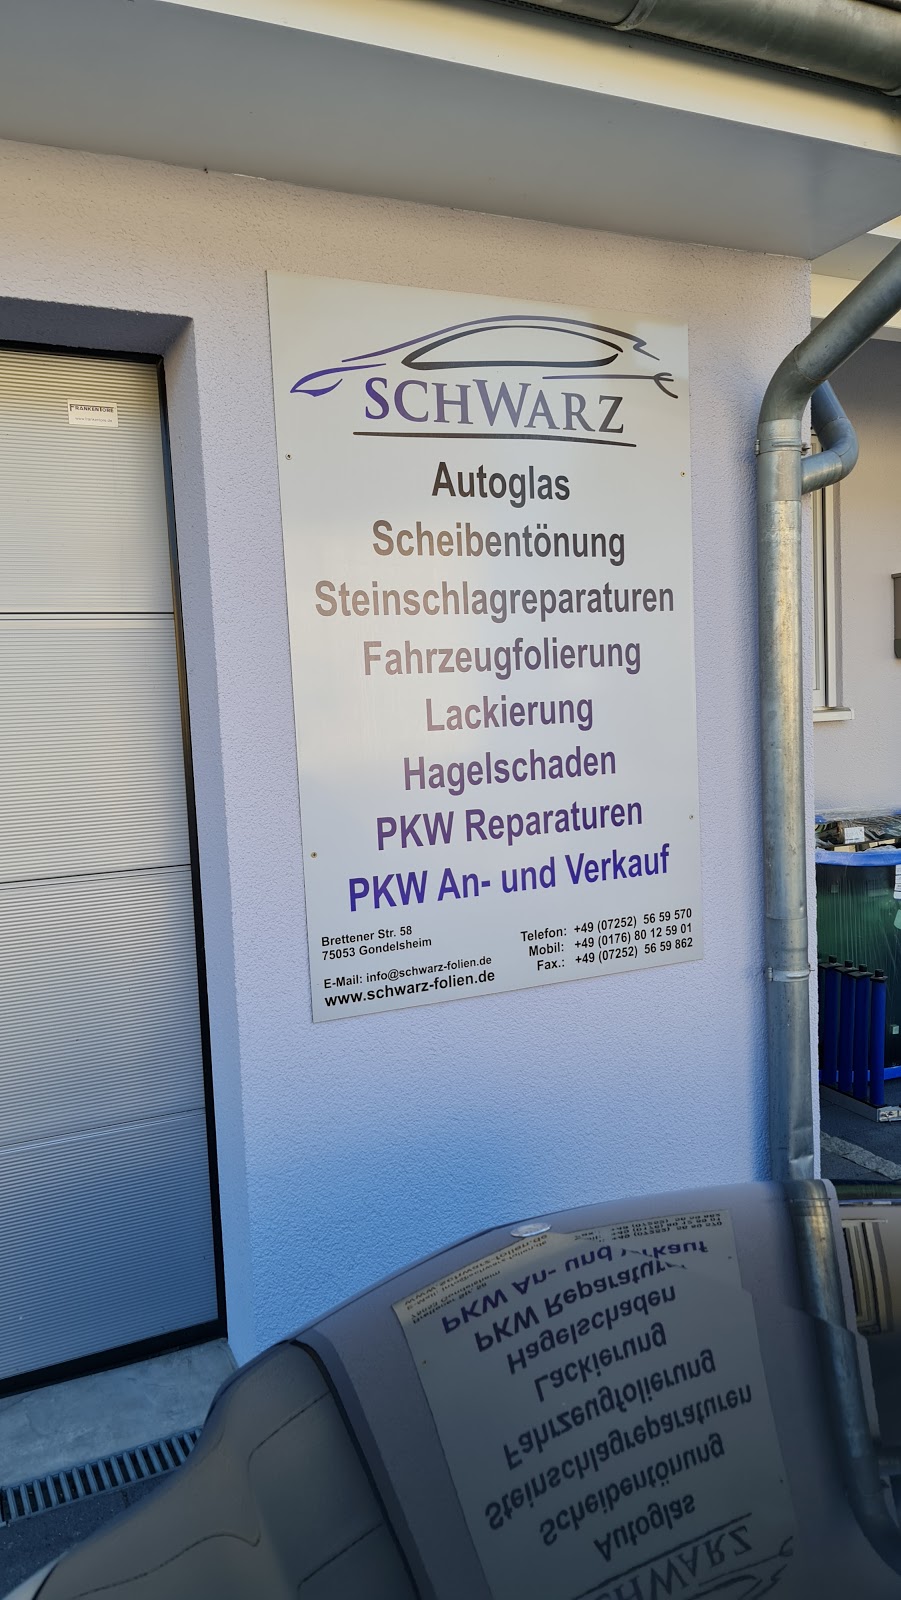 FRANKENTORE
SCHWARZ
Autoglas
Scheibentönung
Steinschlagreparaturen
Fahrzeugfolierung
Lackierung
Hagelschaden
PKW Reparaturen
PKW An- und Verkauf
Brettener Str. 58
75053 Gondelsheim
E-Mail: info@schwarz-folien.de
www.schwarz-folien.de
Telefon: +49 (07252) 56 59 570
Mobil: +49 (0176) 80 12 59 01
Fax.: +49 (07252) 56 59 862